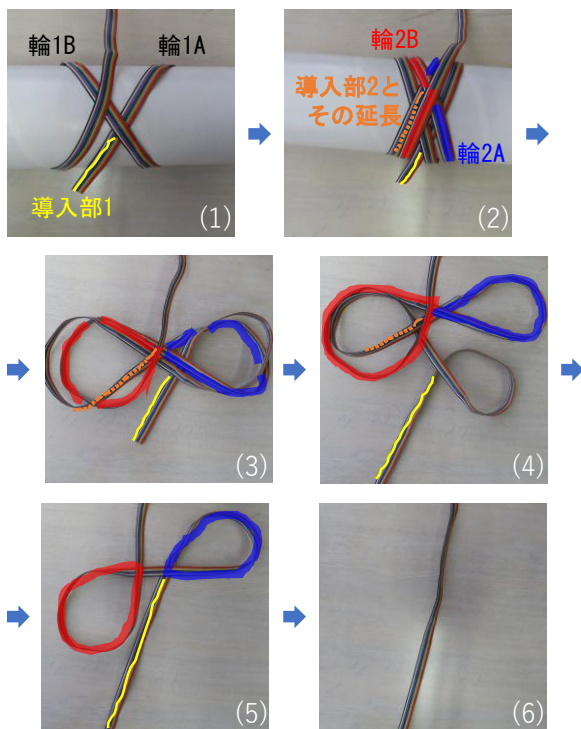 輪1B
輪1A
導入部1
(1)
輪2B
導入部2と
その延長
輪2A
(2)
(3)
(4)
(5)
(6)